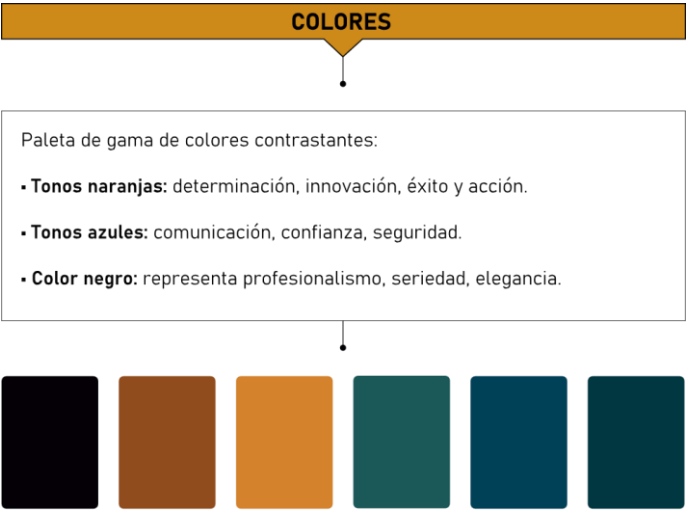 COLORES
Paleta de gama de colores contrastantes:
▪ Tonos naranjas: determinación, innovación, éxito y acción.
▪ Tonos azules: comunicación, confianza, seguridad.
▪ Color negro: representa profesionalismo, seriedad, elegancia.